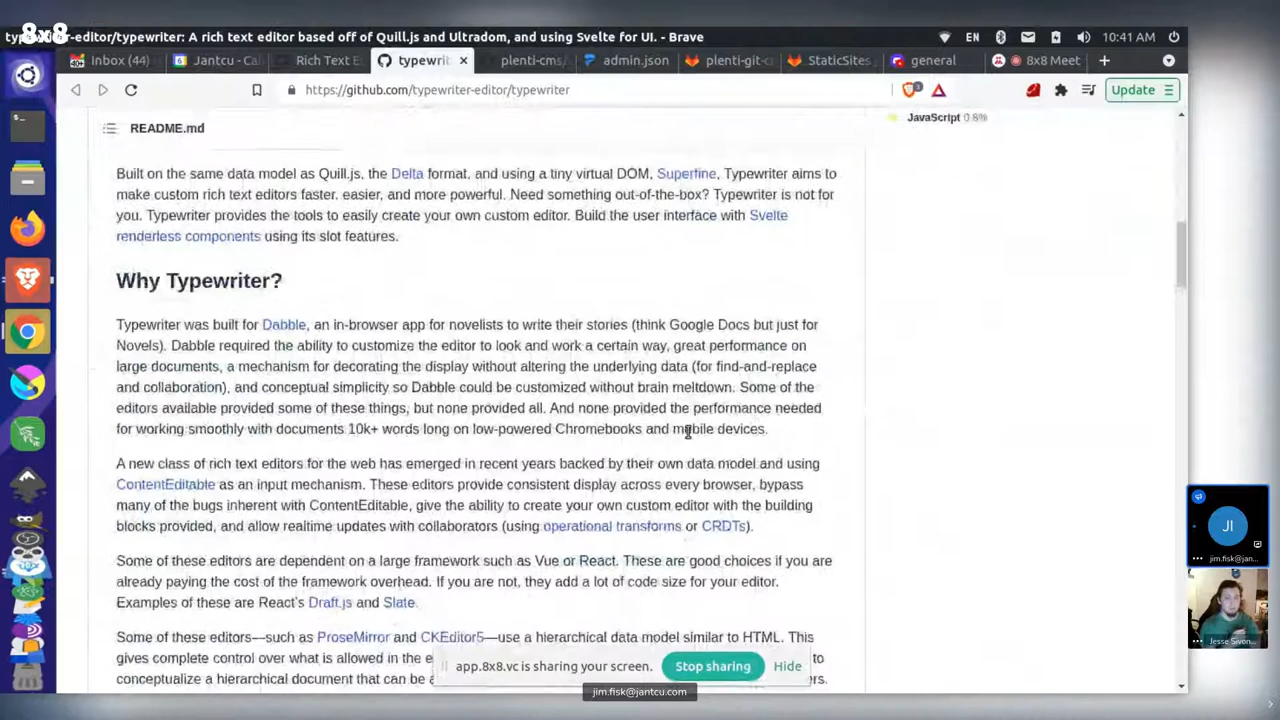 8x8
typewriter-editor/typewriter: A rich text editor based off of Quill.js and Ultradom, and using Svelte for UI. - Brave
EN
10:41 AM
Inbox (44)
Jantcu - Cal
Rich Text E
typewrit
plenti-cms/
admin.json
plenti-git-c
StaticSites
general
8x8 Meet
https://github.com/typewriter-editor/typewriter
Update
README.md
JavaScript 0.8%
Built on the same data model as Quill.js, the Delta format, and using a tiny virtual DOM, Superfine, Typewriter aims to
make custom rich text editors faster, easier, and more powerful. Need something out-of-the-box? Typewriter is not for
you. Typewriter provides the tools to easily create your own custom editor. Build the user interface with Svelte
renderless components using its slot features.
Why Typewriter?
Typewriter was built for Dabble, an in-browser app for novelists to write their stories (think Google Docs but just for
Novels). Dabble required the ability to customize the editor to look and work a certain way, great performance on
large documents, a mechanism for decorating the display without altering the underlying data (for find-and-replace
and collaboration), and conceptual simplicity so Dabble could be customized without brain meltdown. Some of the
editors available provided some of these things, but none provided all. And none provided the performance needed
for working smoothly with documents 10k+ words long on low-powered Chromebooks and mobile devices.
A new class of rich text editors for the web has emerged in recent years backed by their own data model and using
ContentEditable as an input mechanism. These editors provide consistent display across every browser, bypass
many of the bugs inherent with ContentEditable, give the ability to create your own custom editor with the building
blocks provided, and allow realtime updates with collaborators (using operational transforms or CRDTs).
Some of these editors are dependent on a large framework such as Vue or React. These are good choices if you are
already paying the cost of the framework overhead. If you are not, they add a lot of code size for your editor.
Examples of these are React's Draft.js and Slate.
Some of these editors—such as ProseMirror and CKEditor5—use a hierarchical data model similar to HTML. This
gives complete control over what is allowed in the e
to
conceptualize a hierarchical document that can be a
rs.
app.8x8.vc is sharing your screen.
Stop sharing
Hide
jim.fisk@jantcu.com
JI
jim.fisk@jan...
Jesse Sivon...